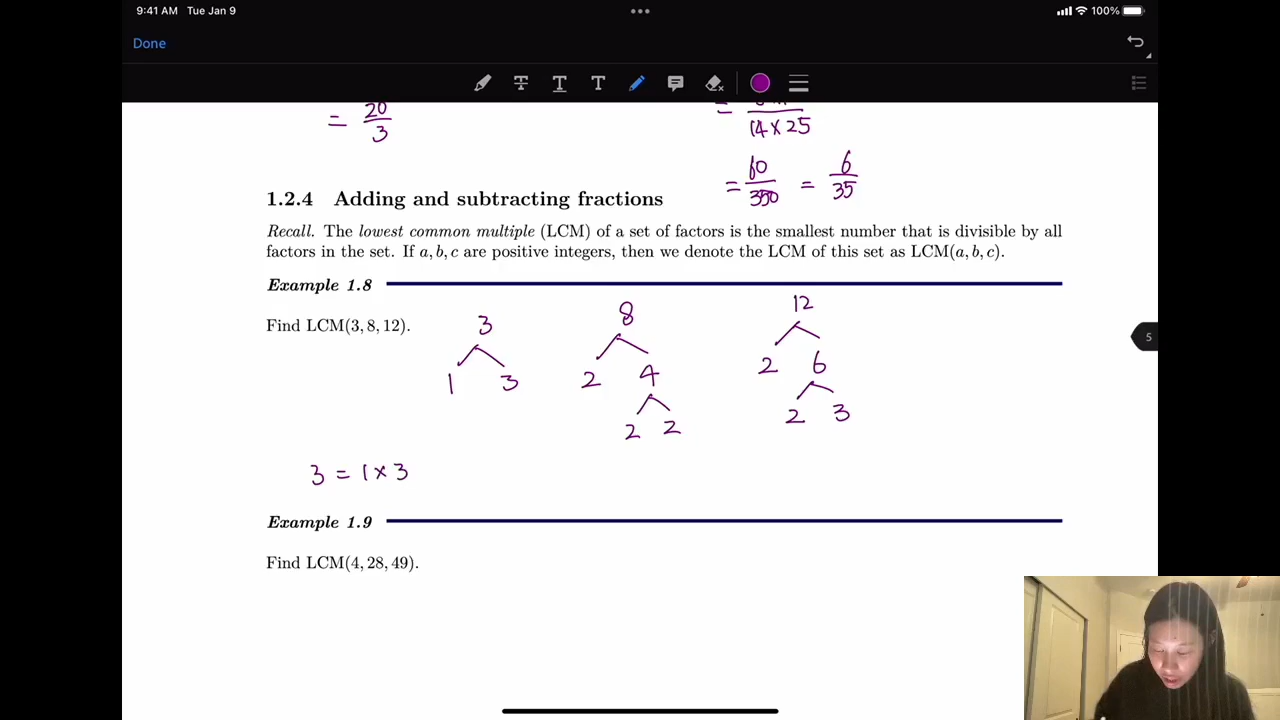 9:41 AM Tue Jan 9
100%
Done
= 20/3
=
14 × 25
= 60/350 = 6/35
1.2.4 Adding and subtracting fractions
Recall. The lowest common multiple (LCM) of a set of factors is the smallest number that is divisible by all
factors in the set. If a, b, c are positive integers, then we denote the LCM of this set as LCM(a, b, c).
Example 1.8
Find LCM(3, 8, 12).
3 8 12
1 3 2 4 2 6
2 2 2 3
5
3 = 1 × 3
Example 1.9
Find LCM(4, 28, 49).